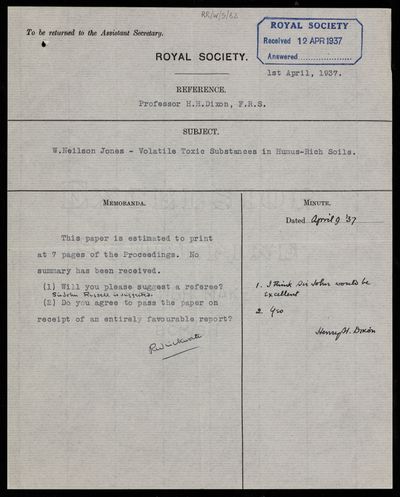 RR/W/S/62
To be returned to the Assistant Secretary.
ROYAL SOCIETY
Received 12 APR 1937
Answered
ROYAL SOCIETY.
1st April, 1937.
REFERENCE.
Professor H.H.Dixon, F.R.S.
SUBJECT.
W.Neilson Jones - Volatile Toxic Substances in Humus-Rich Soils.
MEMORANDA.
This paper is estimated to print
at 7 pages of the Proceedings. No
summary has been received.
(1) Will you please suggest a referee?
Sir John Russell is suggested.
(2) Do you agree to pass the paper on
receipt of an entirely favourable report?
MINUTE.
Dated April 9 '37
1. I think Sir John would be
excellent
2. Yes
Henry H. Dixon